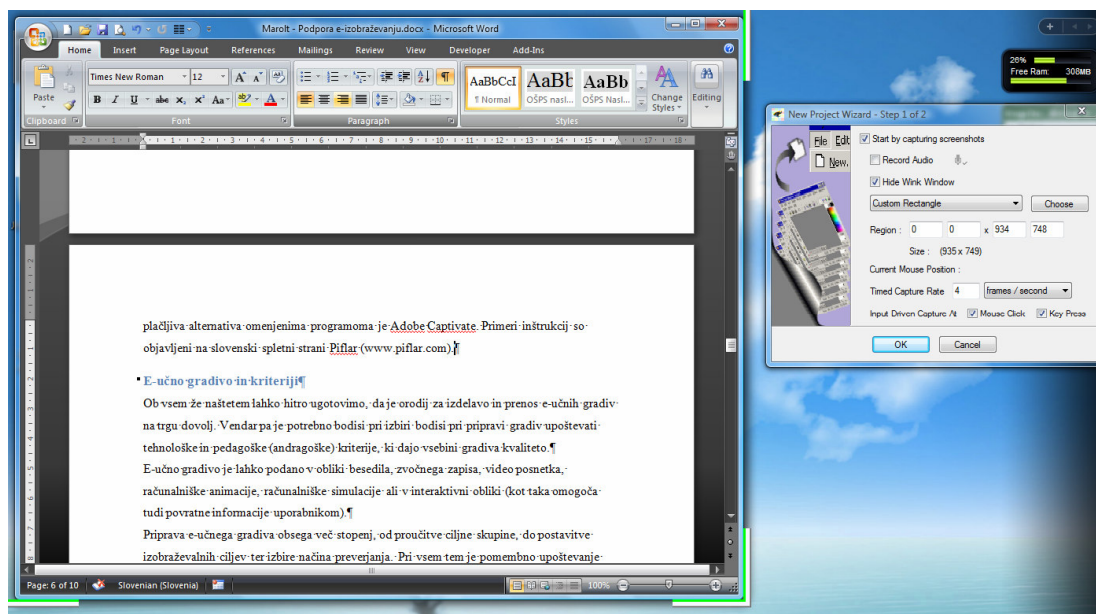 Marolt - Podpora e-izobraževanju.docx - Microsoft Word
Home Insert Page Layout References Mailings Review View Developer Add-Ins
Paste
Times New Roman 12
AaBbCcI AaBb AaBb
¶ Normal OŠPS nasl... OŠPS Nasl...
Change Styles
Editing
Clipboard Font Paragraph Styles
plačljiva alternativa omenjenima programoma je Adobe Captivate. Primeri inštrukcij so
objavljeni na slovenski spletni strani Piflar (www.piflar.com).¶
E-učno gradivo in kriteriji¶
Ob vsem že naštetem lahko hitro ugotovimo, da je orodij za izdelavo in prenos e-učnih gradiv
na trgu dovolj. Vendar pa je potrebno bodisi pri izbiri bodisi pri pripravi gradiv upoštevati
tehnološke in pedagoške (andragoške) kriterije, ki dajo vsebini gradiva kvaliteto.¶
E-učno gradivo je lahko podano v obliki besedila, zvočnega zapisa, video posnetka,
računalniške animacije, računalniške simulacije ali v interaktivni obliki (kot taka omogoča
tudi povratne informacije uporabnikom).¶
Priprava e-učnega gradiva obsega več stopenj, od proučitve ciljne skupine, do postavitve
izobraževalnih ciljev ter izbire načina preverjanja. Pri vsem tem je pomembno upoštevanje
Page: 6 of 10 Slovenian (Slovenia) 100%
26%
Free Ram: 308MB
New Project Wizard - Step 1 of 2
File Edit
New,
Start by capturing screenshots
Record Audio
Hide Wink Window
Custom Rectangle Choose
Region : 0 0 x 934 748
Size : (935 x 749)
Current Mouse Position :
Timed Capture Rate 4 frames / second
Input Driven Capture At Mouse Click Key Press
OK Cancel